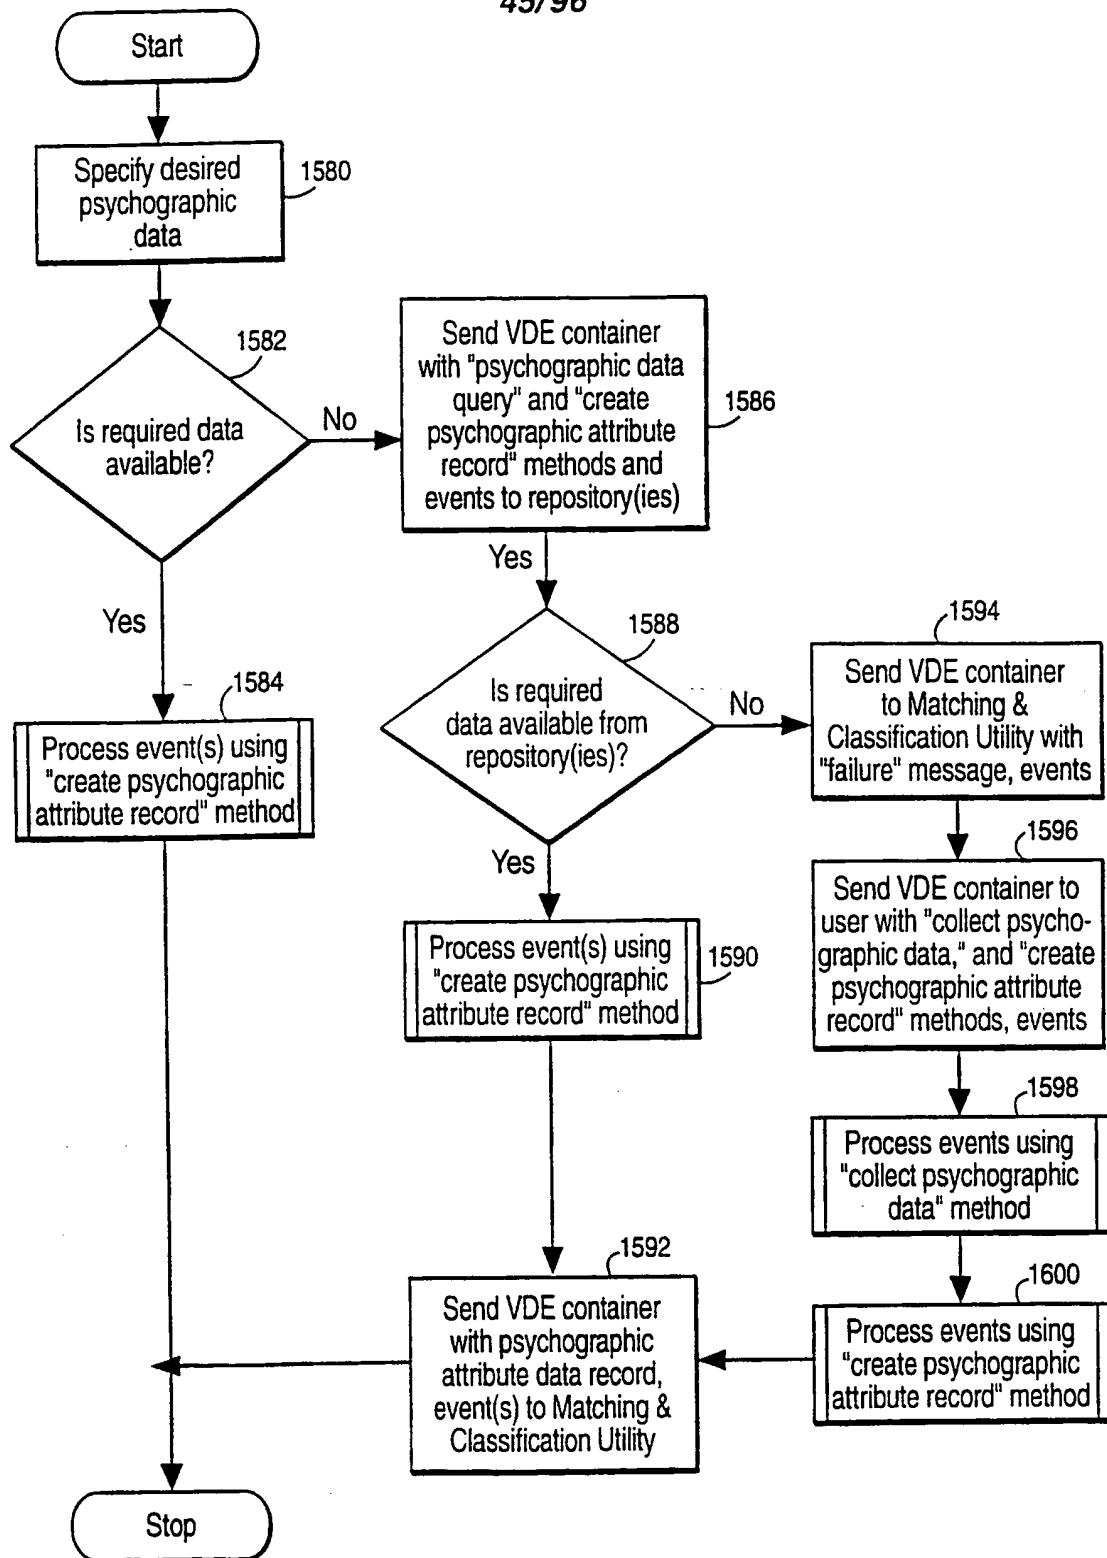 45/96
Start
Specify desired
psychographic
data
1580
1582
Is required data
available?
No
Yes
Send VDE container
with "psychographic data
query" and "create
psychographic attribute
record" methods and
events to repository(ies)
1586
Yes
1584
Process event(s) using
"create psychographic
attribute record" method
1588
Is required
data available from
repository(ies)?
No
Yes
1594
Send VDE container
to Matching &
Classification Utility with
"failure" message, events
1596
Send VDE container to
user with "collect psycho-
graphic data," and "create
psychographic attribute
record" methods, events
Process event(s) using
"create psychographic
attribute record" method
1590
1598
Process events using
"collect psychographic
data" method
1592
Send VDE container
with psychographic
attribute data record,
event(s) to Matching &
Classification Utility
1600
Process events using
"create psychographic
attribute record" method
Stop